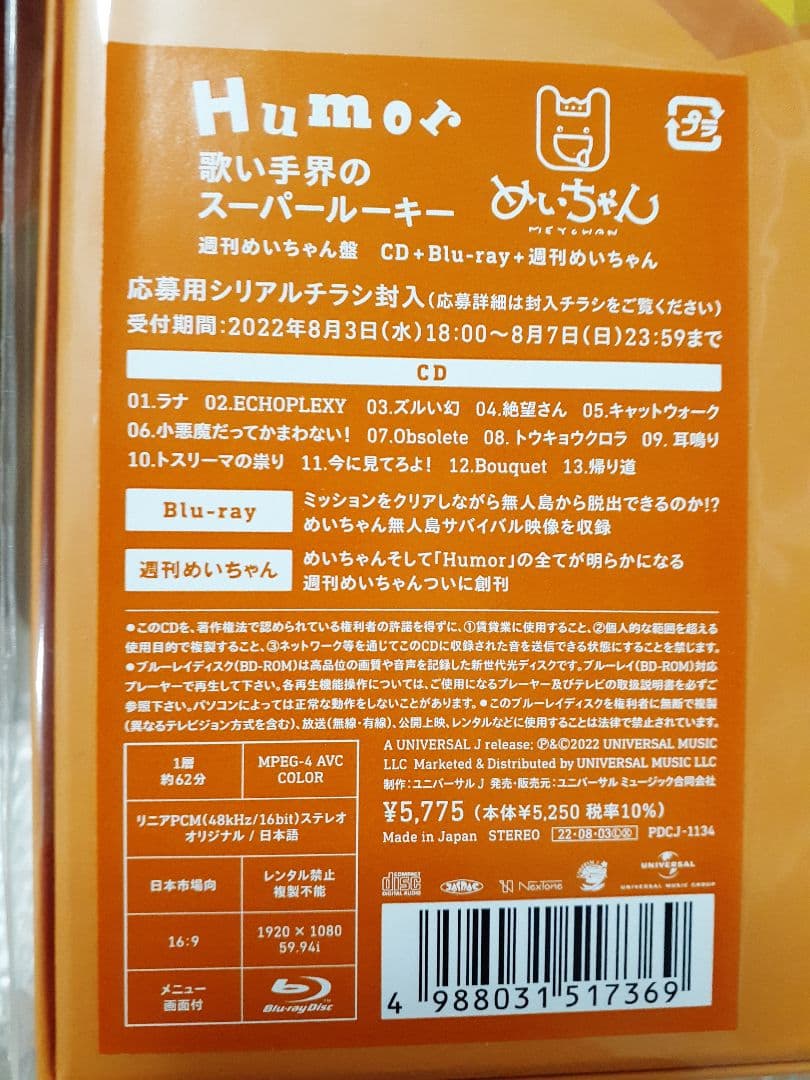 Humor
めいちゃん
MEYCHAN
プラ
歌い手界の
スーパールーキー
週刊めいちゃん盤 CD+Blu-ray+週刊めいちゃん
応募用シリアルチラシ封入(応募詳細は封入チラシをご覧ください)
受付期間:2022年8月3日(水)18:00〜8月7日(日)23:59まで
CD
01.ラナ 02.ECHOPLEXY 03.ズルい幻 04.絶望さん 05.キャットウォーク
06.小悪魔だってかまわない! 07.Obsolete 08.トウキョウクロラ 09.耳鳴り
10.トスリーマの祟り 11.今に見てろよ! 12.Bouquet 13.帰り道
Blu-ray
ミッションをクリアしながら無人島から脱出できるのか!?
めいちゃん無人島サバイバル映像を収録
週刊めいちゃん
めいちゃんそして「Humor」の全てが明らかになる
週刊めいちゃんついに創刊
●このCDを、著作権法で認められている権利者の許諾を得ずに、①賃貸業に使用すること、②個人的な範囲を超える
使用目的で複製すること、③ネットワーク等を通じてこのCDに収録された音を送信できる状態にすることを禁じます。
●ブルーレイディスク(BD-ROM)は高品位の画質や音声を記録した新世代光ディスクです。ブルーレイ(BD-ROM)対応
プレーヤーで再生して下さい。各再生機能操作については、ご使用になるプレーヤー及びテレビの取扱説明書を必ずご
参照下さい。パソコンによっては正常な動作をしないことがあります。●このブルーレイディスクを権利者に無断で複製
(異なるテレビジョン方式を含む)、放送(無線・有線)、公開上映、レンタルなどに使用することは法律で禁止されています。
1層
約62分
MPEG-4 AVC
COLOR
リニアPCM(48kHz/16bit)ステレオ
オリジナル/日本語
日本市場向
レンタル禁止
複製不能
16:9
1920×1080
59.94i
メニュー
画面付
Blu-ray Disc
A UNIVERSAL J release; ℗&©2022 UNIVERSAL MUSIC
LLC Marketed & Distributed by UNIVERSAL MUSIC LLC
制作:ユニバーサル J 発売・販売元:ユニバーサル ミュージック合同会社
¥5,775(本体¥5,250 税率10%)
Made in Japan STEREO 22・08・03ⓁⓍ PDCJ-1134
COMPACT disc DIGITAL AUDIO
JASRAC
NexTone
UNIVERSAL
UNIVERSAL MUSIC GROUP
4 988031 517369